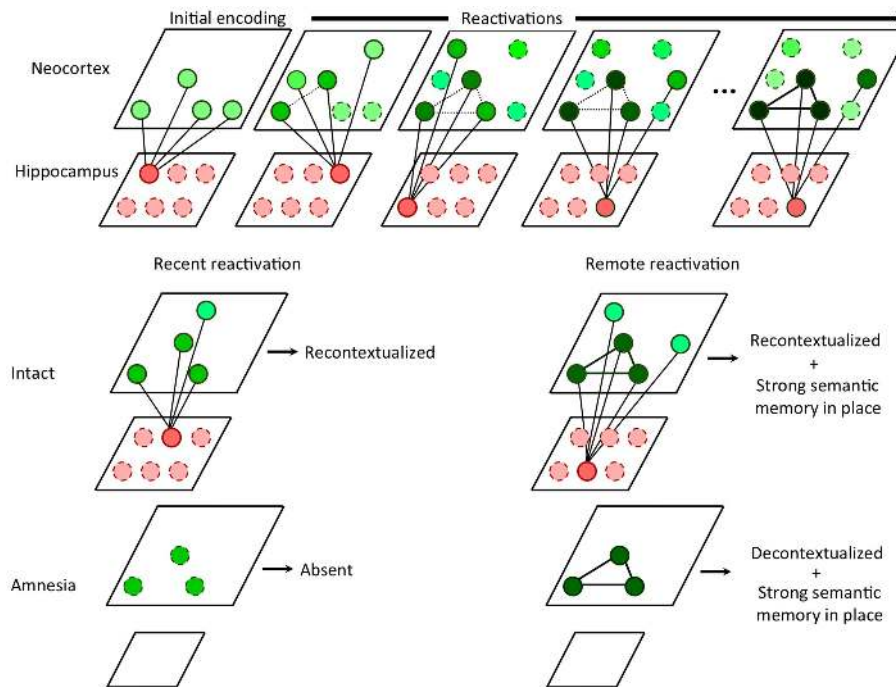 Initial encoding
Reactivations
Neocortex
...
Hippocampus
Recent reactivation
Remote reactivation
Intact
Recontextualized
Recontextualized
+
Strong semantic
memory in place
Amnesia
Absent
Decontextualized
+
Strong semantic
memory in place